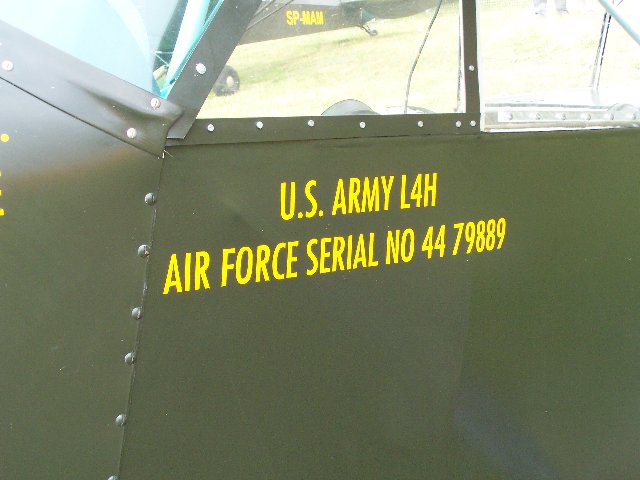 SP-MAM
U.S. ARMY L4H
AIR FORCE SERIAL NO 44 79889